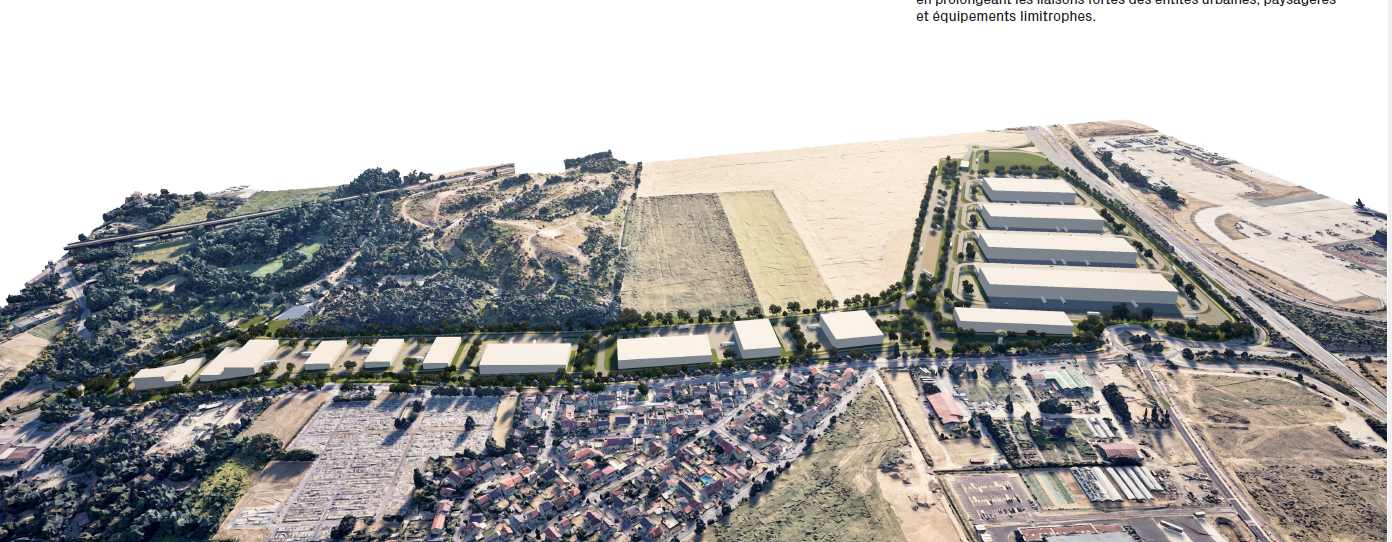 en prolongeant les liaisons fortes des entités urbaines, paysagères
et équipements limitrophes.